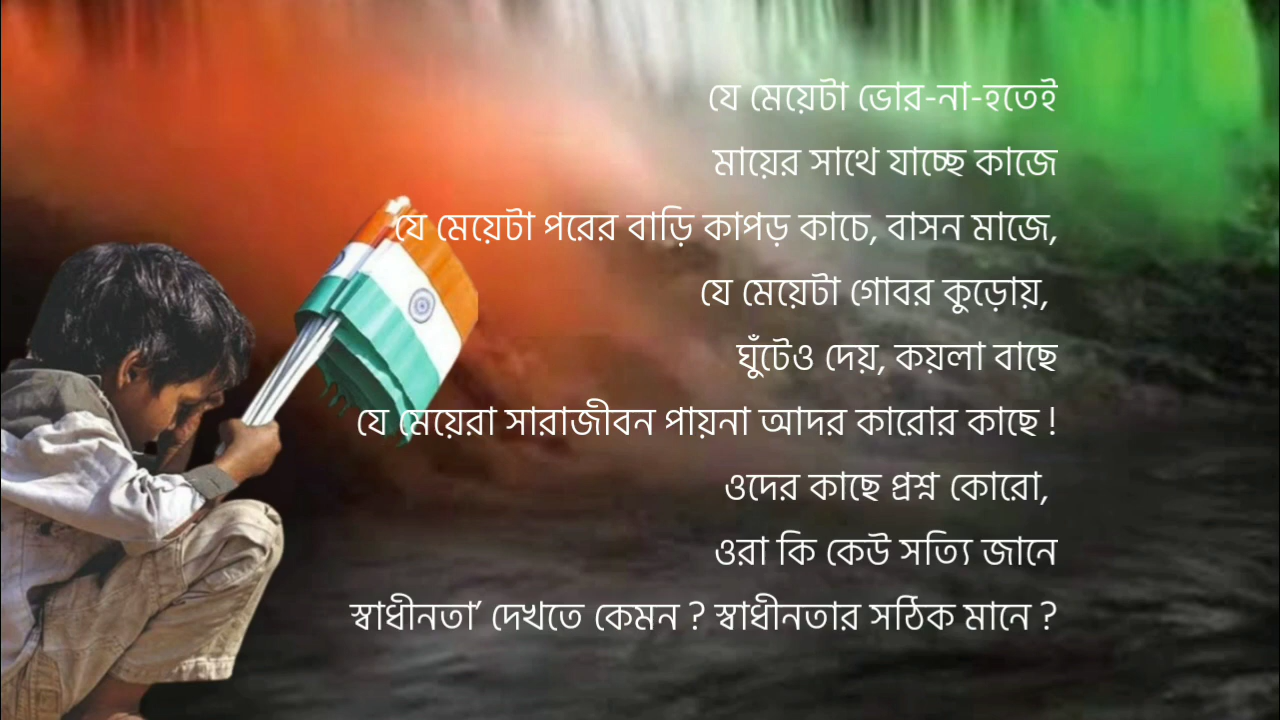 যে মেয়েটা ভোর-না-হতেই
মায়ের সাথে যাচ্ছে কাজে
যে মেয়েটা পরের বাড়ি কাপড় কাচে, বাসন মাজে,
যে মেয়েটা গোবর কুড়োয়,
ঘুঁটেও দেয়, কয়লা বাছে
যে মেয়েরা সারাজীবন পায়না আদর কারোর কাছে !
ওদের কাছে প্রশ্ন কোরো,
ওরা কি কেউ সত্যি জানে
স্বাধীনতা’ দেখতে কেমন ? স্বাধীনতার সঠিক মানে ?